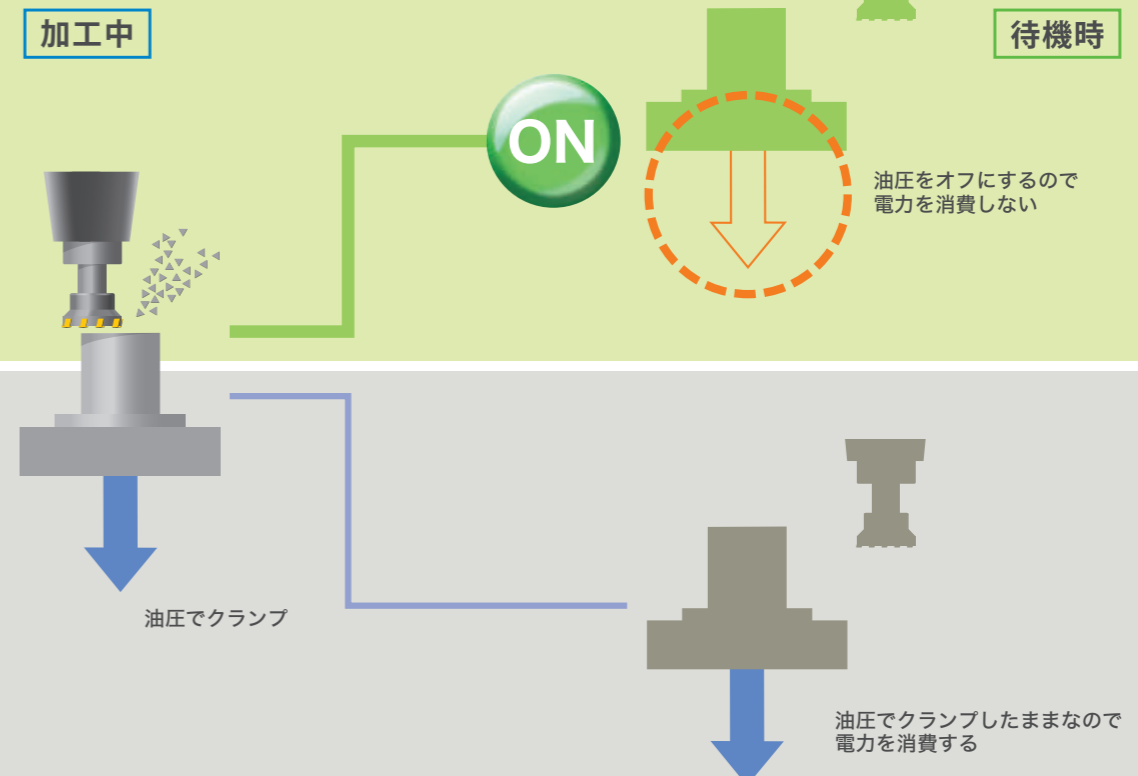 加工中
待機時
ON
油圧をオフにするので
電力を消費しない
油圧でクランプ
油圧でクランプしたままなので
電力を消費する